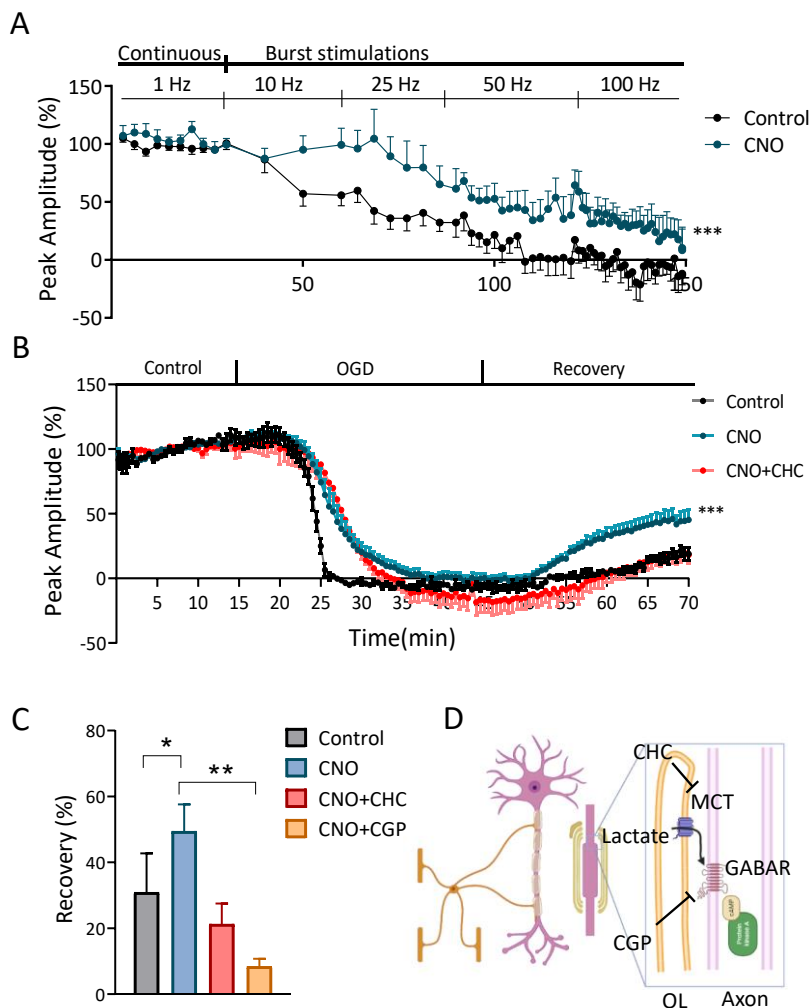 A
Continuous Burst stimulations
1 Hz 10 Hz 25 Hz 50 Hz 100 Hz
Peak Amplitude (%)
150
100
50
0
-50
50 100 150
Control
CNO
***
B
Control OGD Recovery
Peak Amplitude (%)
150
100
50
0
-50
5 10 15 20 25 30 35 40 45 50 55 60 65 70
Time(min)
Control
CNO
CNO+CHC
***
C
Recovery (%)
80
60
40
20
0
*
**
Control
CNO
CNO+CHC
CNO+CGP
D
CHC
MCT
Lactate
GABAR
cAMP
Protein
kinase A
CGP
OL Axon